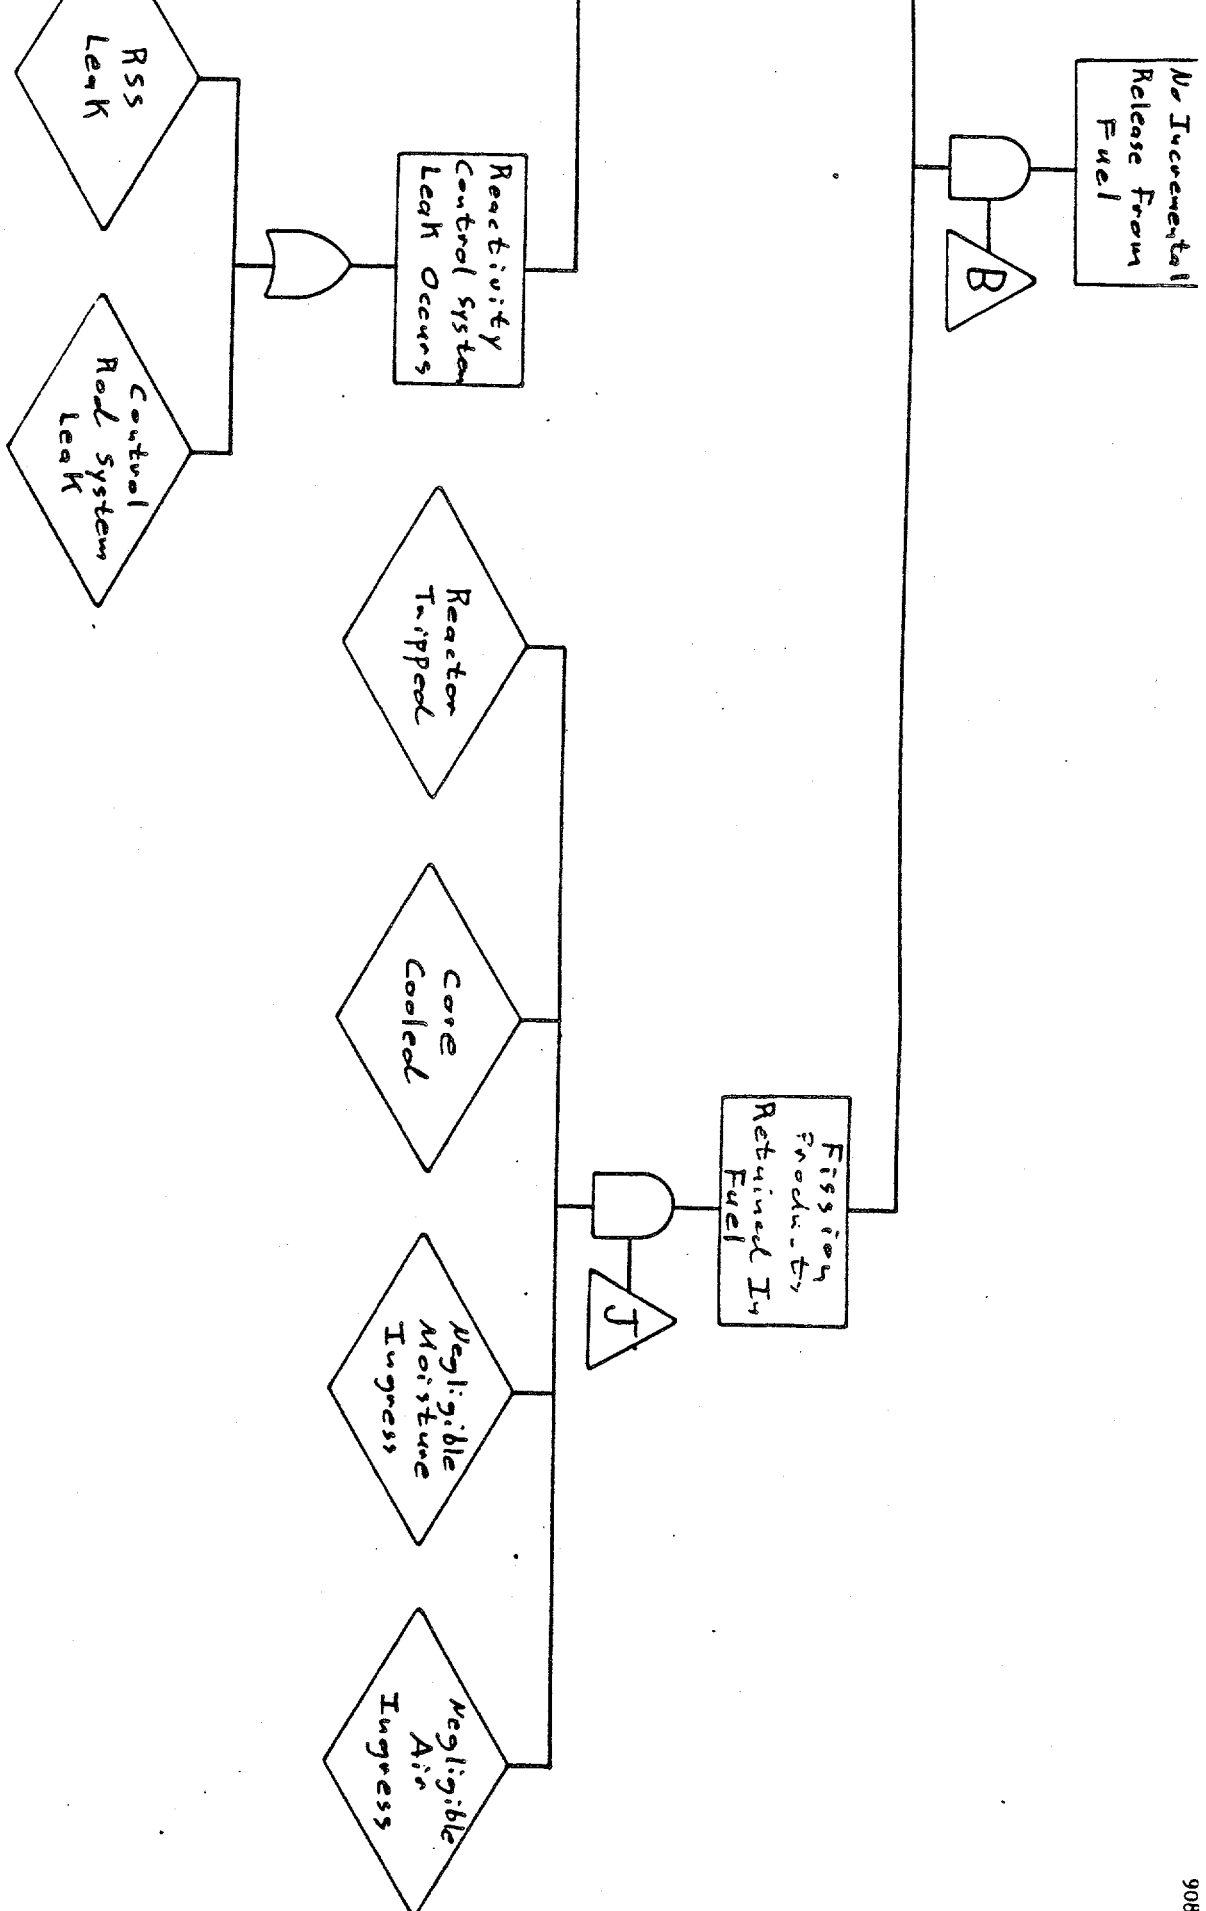 No Incremental
Release From
Fuel
B
Reactivity
Control System
Leak Occurs
RSS
Leak
Control
Rod System
Leak
Fission
Products
Retained In
Fuel
J
Reactor
Tripped
Core
Cooled
Negligible
Moisture
Ingress
Negligible
Air
Ingress
908